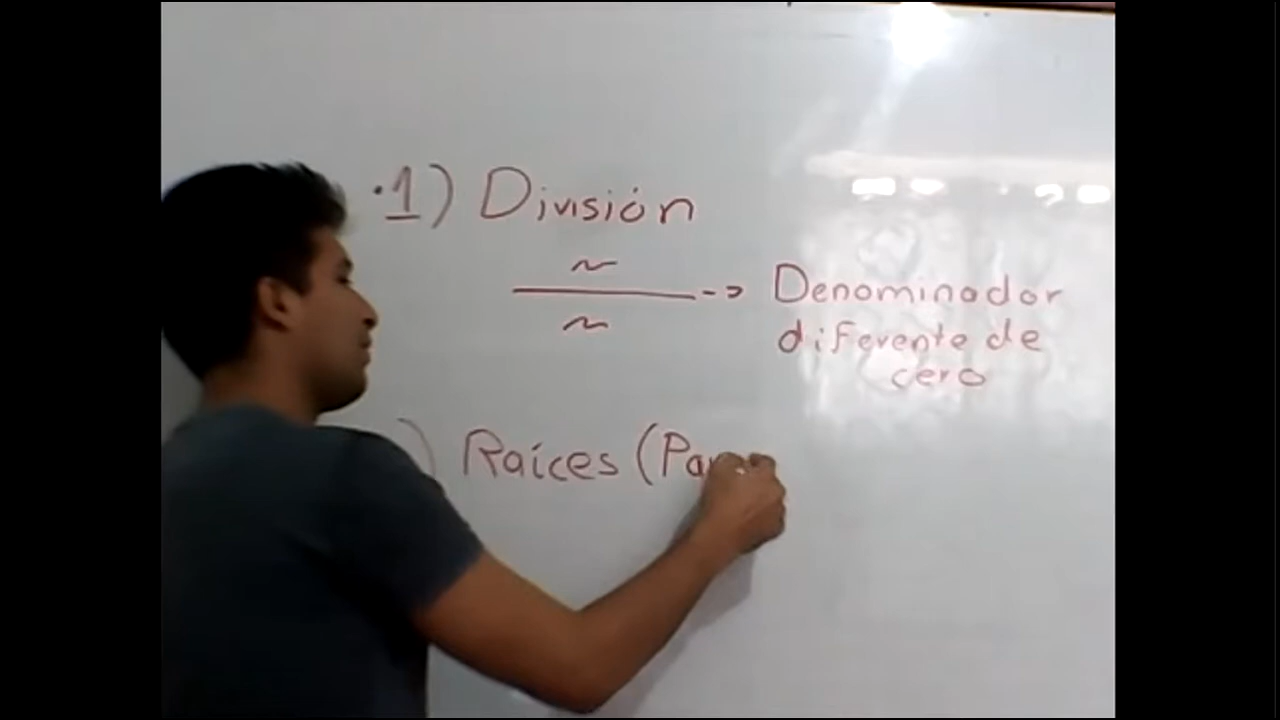 ·1) División
~
~
-> Denominador
diferente de
cero
) Raíces (Pa